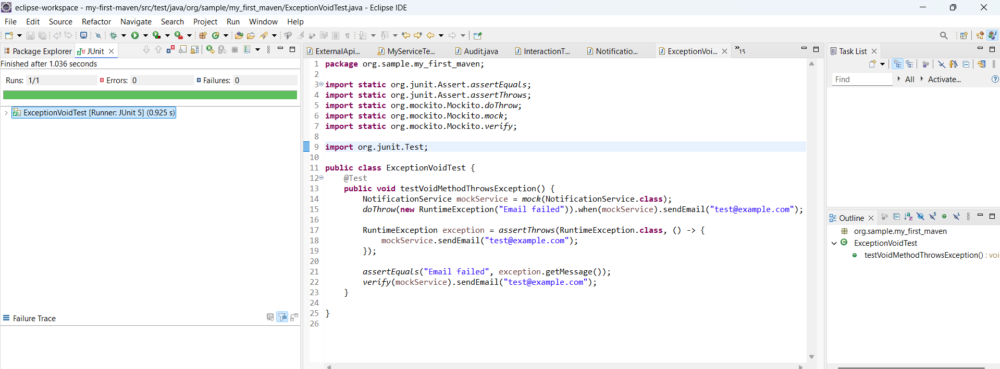 eclipse-workspace - my-first-maven/src/test/java/org/sample/my_first_maven/ExceptionVoidTest.java - Eclipse IDE
File Edit Source Refactor Navigate Search Project Run Window Help
Package Explorer JUnit
Finished after 1.036 seconds
Runs: 1/1 Errors: 0 Failures: 0
ExceptionVoidTest [Runner: JUnit 5] (0.925 s)
Failure Trace
ExternalApi... MyServiceTe... Audit.java InteractionT... Notificatio... ExceptionVoi... »15
1 package org.sample.my_first_maven;
2
3 import static org.junit.Assert.assertEquals;
4 import static org.junit.Assert.assertThrows;
5 import static org.mockito.Mockito.doThrow;
6 import static org.mockito.Mockito.mock;
7 import static org.mockito.Mockito.verify;
8
9 import org.junit.Test;
10
11 public class ExceptionVoidTest {
12     @Test
13     public void testVoidMethodThrowsException() {
14         NotificationService mockService = mock(NotificationService.class);
15         doThrow(new RuntimeException("Email failed")).when(mockService).sendEmail("test@example.com");
16
17         RuntimeException exception = assertThrows(RuntimeException.class, () -> {
18             mockService.sendEmail("test@example.com");
19         });
20
21         assertEquals("Email failed", exception.getMessage());
22         verify(mockService).sendEmail("test@example.com");
23     }
24
25 }
26
Task List
Find All Activate...
Outline
org.sample.my_first_maven
ExceptionVoidTest
testVoidMethodThrowsException() : voi